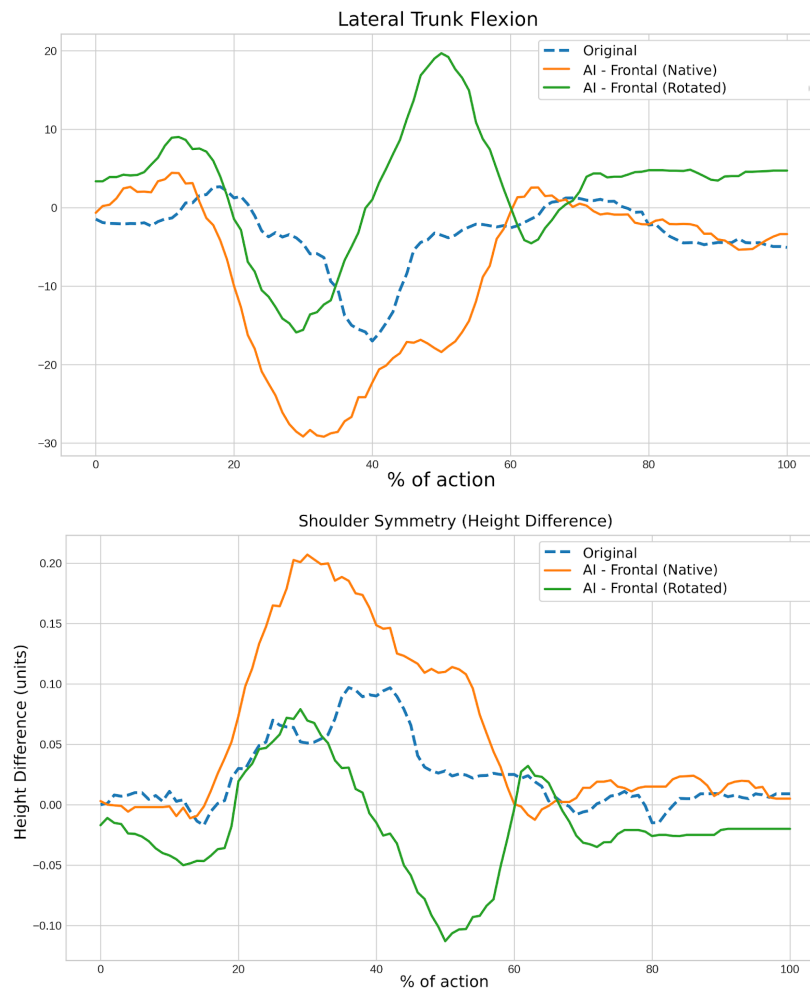 Lateral Trunk Flexion
20
10
0
−10
−20
−30
Original
AI - Frontal (Native)
AI - Frontal (Rotated)
0 20 40 60 80 100
% of action
Shoulder Symmetry (Height Difference)
Height Difference (units)
0.20
0.15
0.10
0.05
0.00
−0.05
−0.10
Original
AI - Frontal (Native)
AI - Frontal (Rotated)
0 20 40 60 80 100
% of action